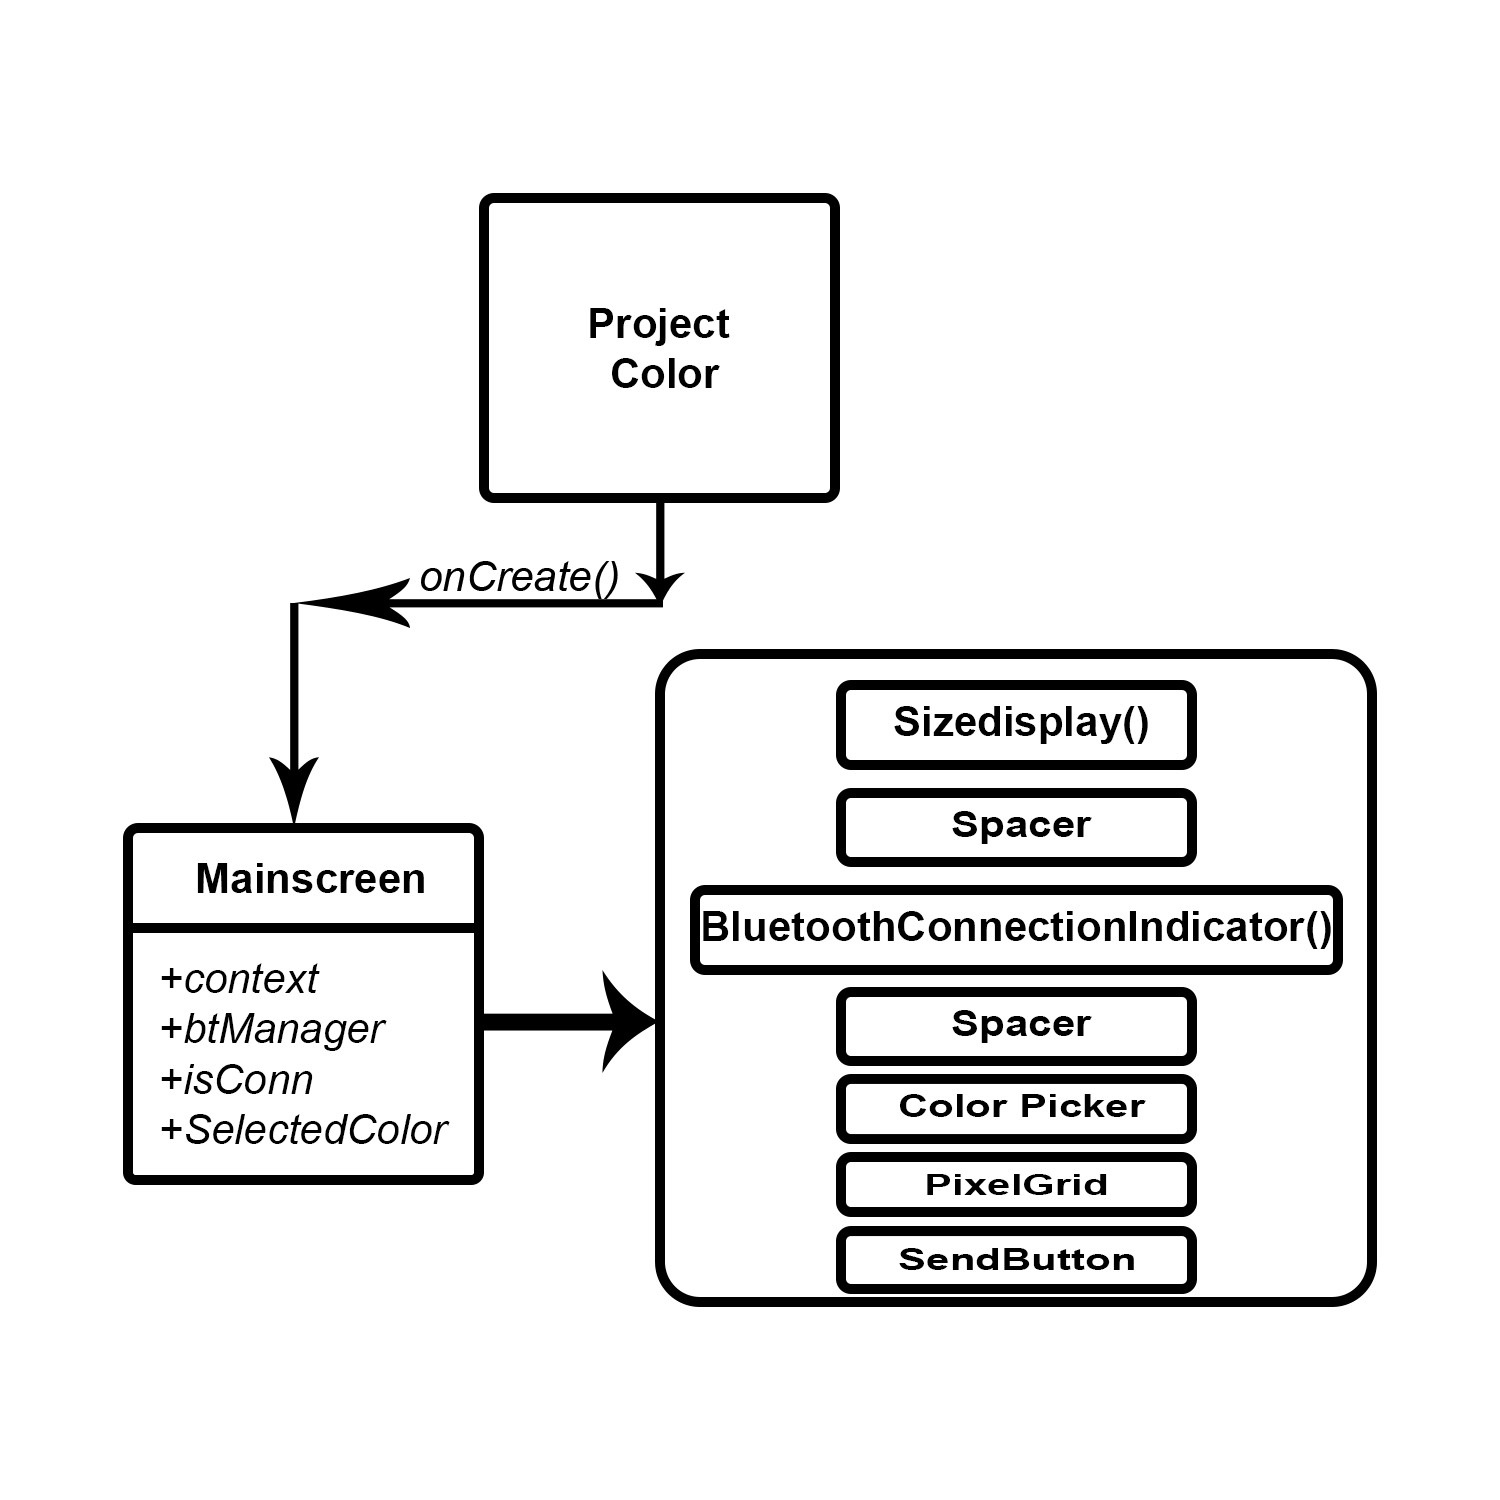 Project
Color
onCreate()
Mainscreen
+context
+btManager
+isConn
+SelectedColor
Sizedisplay()
Spacer
BluetoothConnectionIndicator()
Spacer
Color Picker
PixelGrid
SendButton